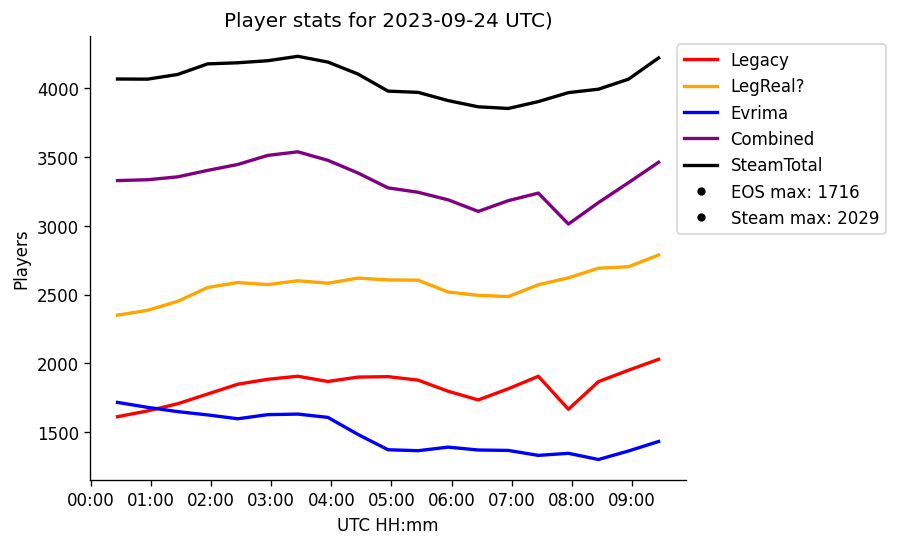 Player stats for 2023-09-24 UTC)
Legacy
LegReal?
Evrima
Combined
SteamTotal
EOS max: 1716
Steam max: 2029
Players
4000
3500
3000
2500
2000
1500
00:00 01:00 02:00 03:00 04:00 05:00 06:00 07:00 08:00 09:00
UTC HH:mm